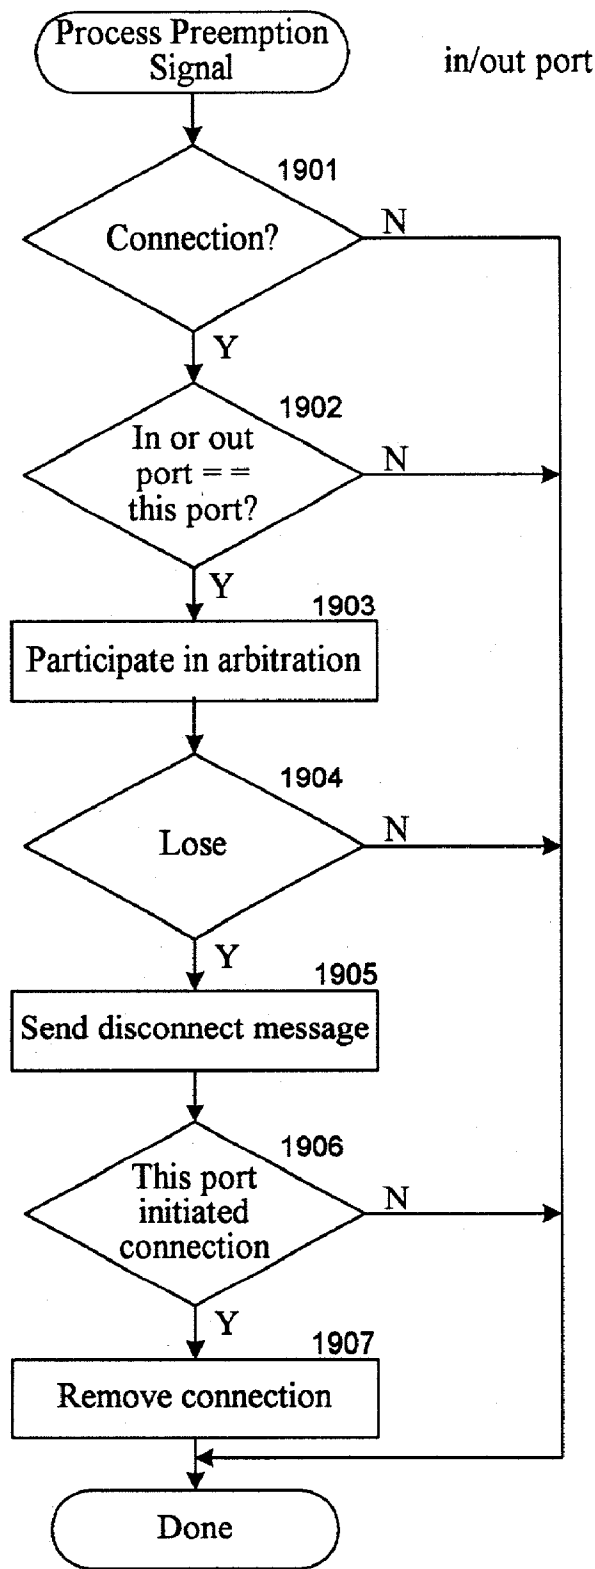 Process Preemption
Signal
in/out port
1901
Connection?
N
Y
1902
In or out
port = =
this port?
N
Y
1903
Participate in arbitration
1904
Lose
N
Y
1905
Send disconnect message
1906
This port
initiated
connection
N
Y
1907
Remove connection
Done